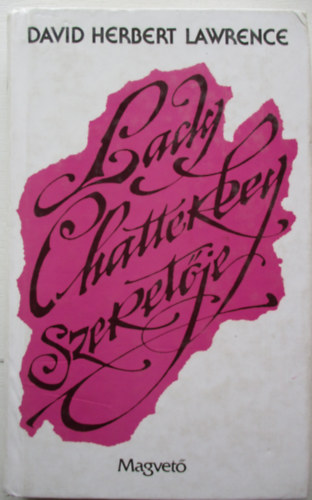 DAVID HERBERT LAWRENCE
Lady
Chatterley
szeretője
Magvető